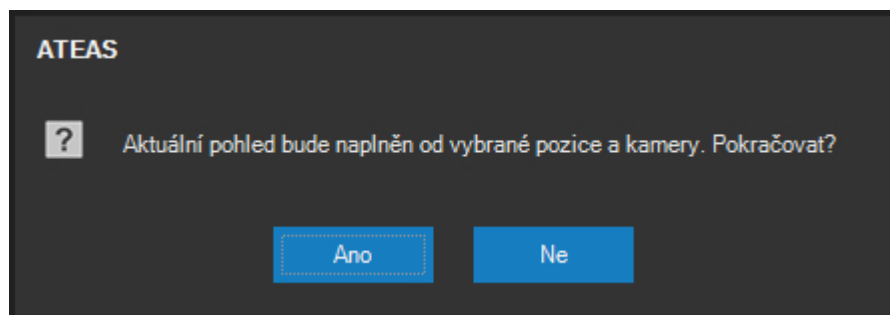 ATEAS
? Aktuální pohled bude naplněn od vybrané pozice a kamery. Pokračovat?
Ano Ne